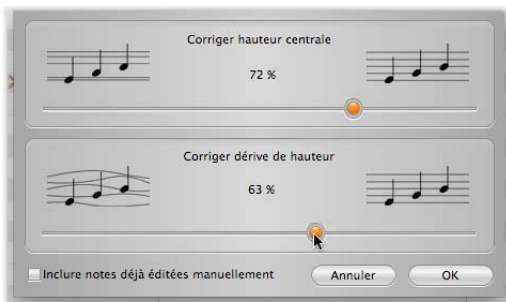 Corriger hauteur centrale
72 %
Corriger dérive de hauteur
63 %
Inclure notes déjà éditées manuellement
Annuler
OK